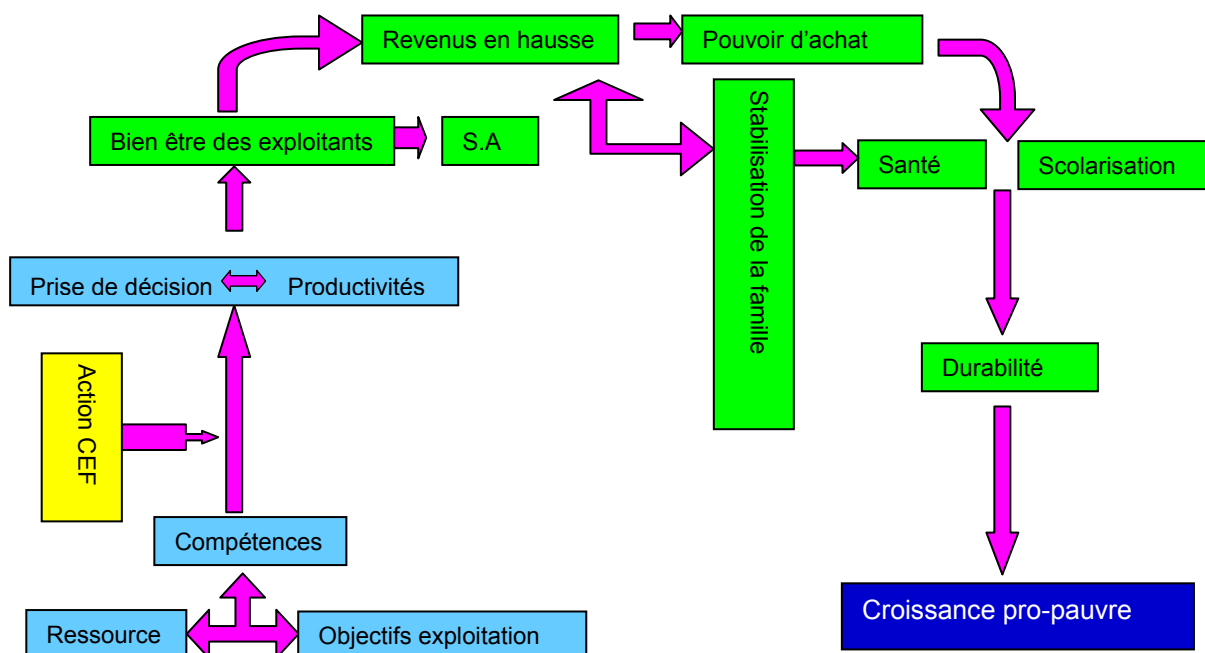 Revenus en hausse
Pouvoir d'achat
Bien être des exploitants
S.A
Stabilisation de la famille
Santé
Scolarisation
Prise de décision
Productivités
Action CEF
Durabilité
Compétences
Ressource
Objectifs exploitation
Croissance pro-pauvre